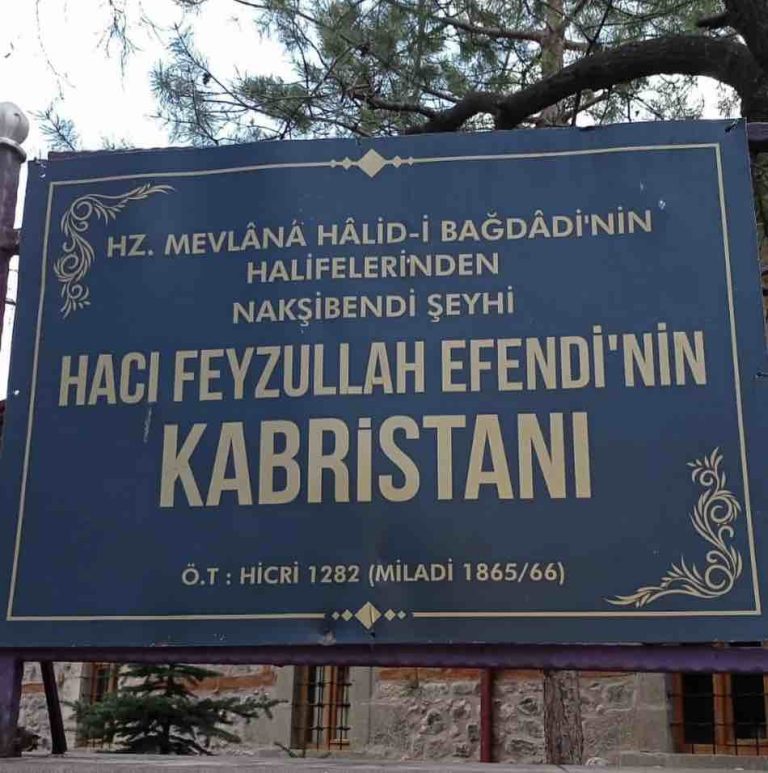 HZ. MEVLÂNÁ HÂLİD-İ BAĞDÂDİ'NİN
HALİFELERİ'NDEN
NAKŞİBENDİ ŞEYHİ
HACI FEYZULLAH EFENDİ'NİN
KABRİSTANI
Ö.T : HİCRİ 1282 (MİLADİ 1865/66)